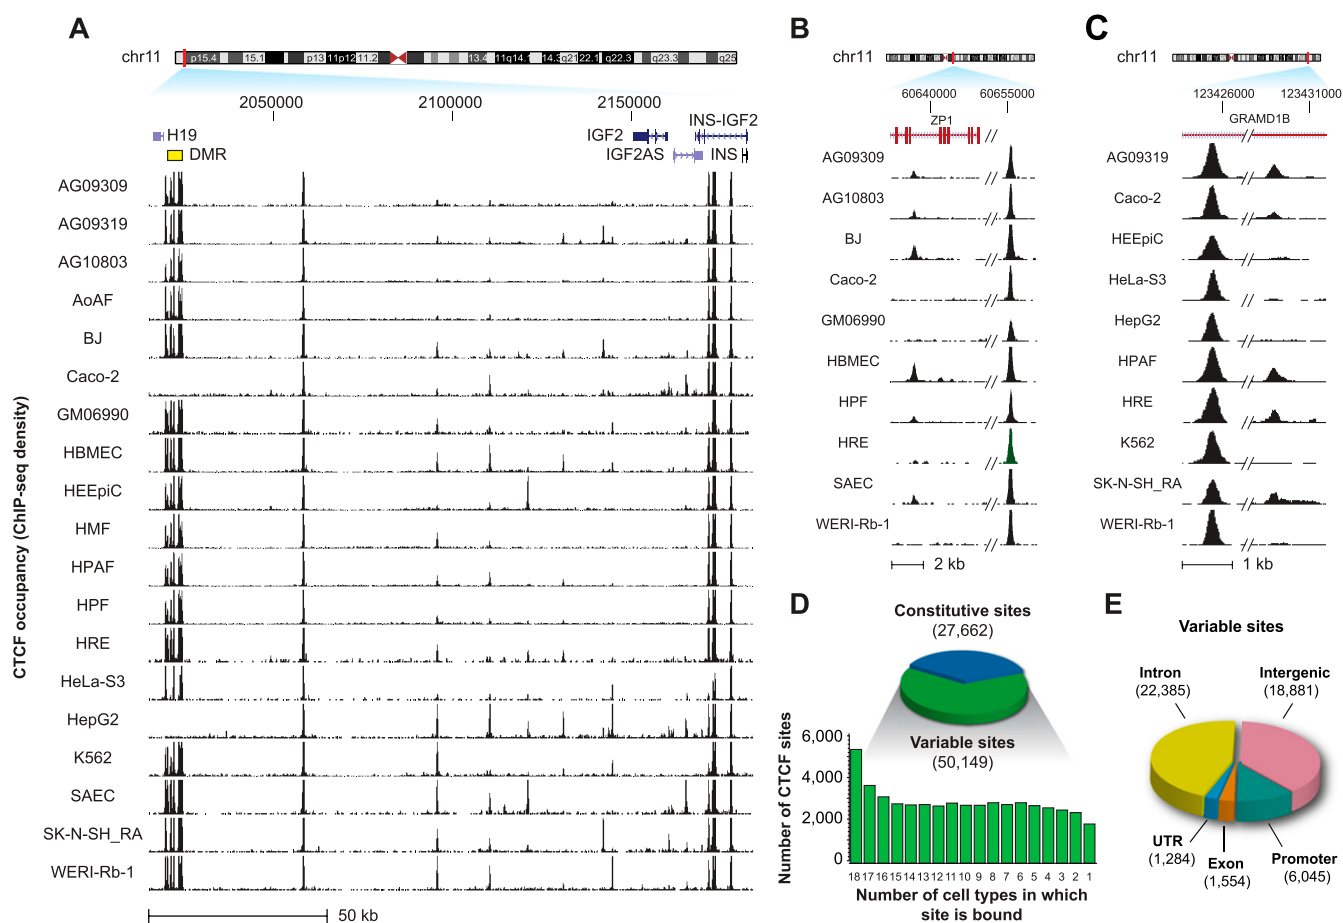 A
chr11
p15.4 15.1 p13 11p12 11.2 13.4 11q14.1 14.3 q21 22.1 q22.3 q23.3 q25
2050000 2100000 2150000
H19
DMR
IGF2
IGF2AS
INS-IGF2
INS
CTCF occupancy (ChIP-seq density)
AG09309
AG09319
AG10803
AoAF
BJ
Caco-2
GM06990
HBMEC
HEEpiC
HMF
HPAF
HPF
HRE
HeLa-S3
HepG2
K562
SAEC
SK-N-SH_RA
WERI-Rb-1
50 kb
B
chr11
60640000 60655000
ZP1
AG09309
AG10803
BJ
Caco-2
GM06990
HBMEC
HPF
HRE
SAEC
WERI-Rb-1
2 kb
C
chr11
123426000 123431000
GRAMD1B
AG09319
Caco-2
HEEpiC
HeLa-S3
HepG2
HPAF
HRE
K562
SK-N-SH_RA
WERI-Rb-1
1 kb
D
Constitutive sites
(27,662)
Variable sites
(50,149)
Number of CTCF sites
6,000
4,000
2,000
0
18 17 16 15 14 13 12 11 10 9 8 7 6 5 4 3 2 1
Number of cell types in which
site is bound
E
Variable sites
Intron
(22,385)
Intergenic
(18,881)
UTR
(1,284)
Exon
(1,554)
Promoter
(6,045)